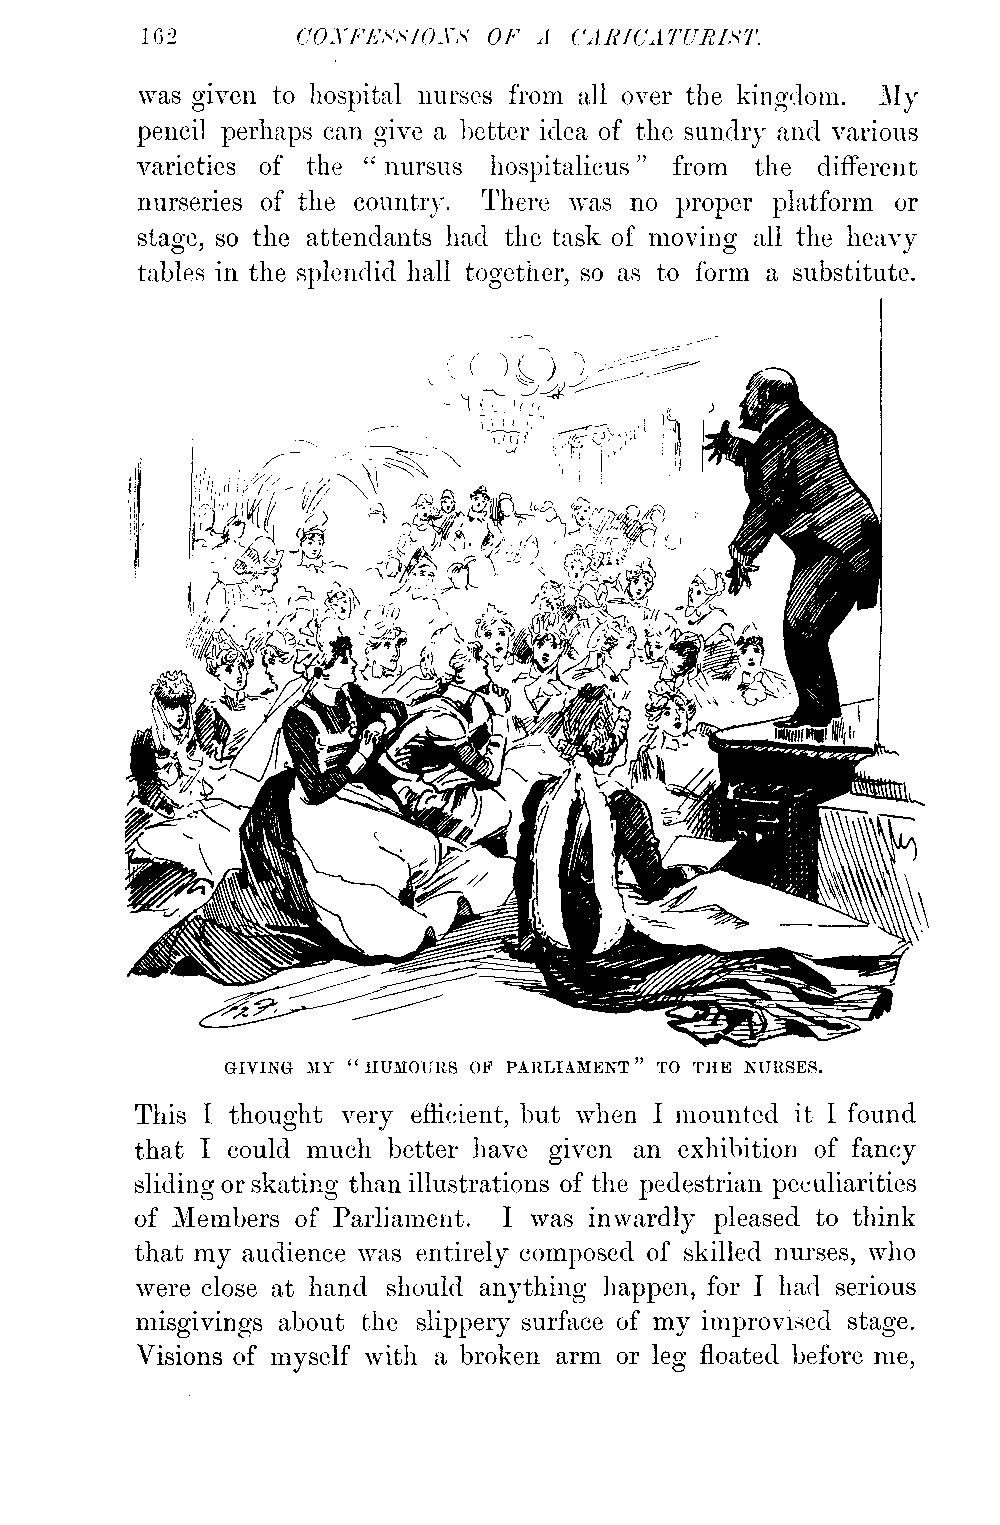 162 CONFESSIONS OF A CARICATURIST.
was given to hospital nurses from all over the kingdom. My
pencil perhaps can give a better idea of the sundry and various
varieties of the “nursus hospitalicus” from the different
nurseries of the country. There was no proper platform or
stage, so the attendants had the task of moving all the heavy
tables in the splendid hall together, so as to form a substitute.
GIVING MY “HUMOURS OF PARLIAMENT” TO THE NURSES.
This I thought very efficient, but when I mounted it I found
that I could much better have given an exhibition of fancy
sliding or skating than illustrations of the pedestrian peculiarities
of Members of Parliament. I was inwardly pleased to think
that my audience was entirely composed of skilled nurses, who
were close at hand should anything happen, for I had serious
misgivings about the slippery surface of my improvised stage.
Visions of myself with a broken arm or leg floated before me,